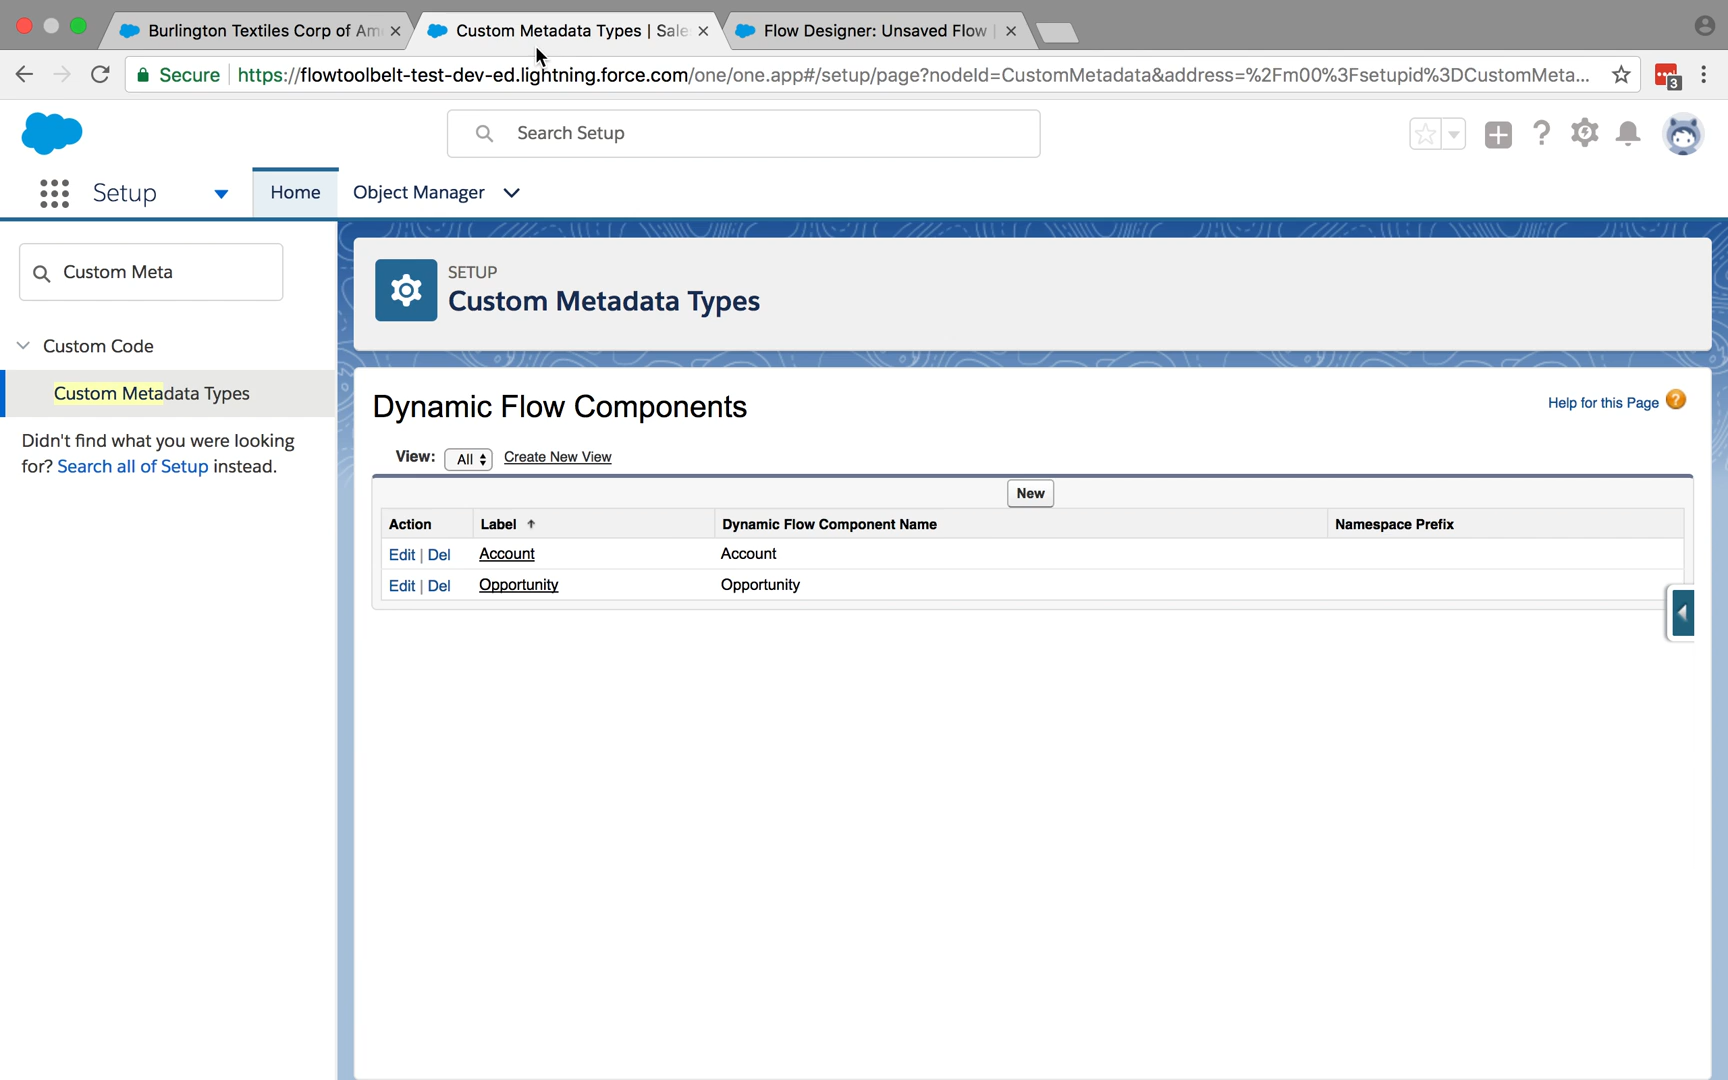 Burlington Textiles Corp of Am
Custom Metadata Types | Sale
Flow Designer: Unsaved Flow
Secure
https://flowtoolbelt-test-dev-ed.lightning.force.com/one/one.app#/setup/page?nodeId=CustomMetadata&address=%2Fm00%3Fsetupid%3DCustomMeta...
3
Search Setup
Setup
Home
Object Manager
Custom Meta
SETUP
Custom Metadata Types
Custom Code
Custom Metadata Types
Didn't find what you were looking
for? Search all of Setup instead.
Dynamic Flow Components
Help for this Page ?
View: All Create New View
New
Action Label Dynamic Flow Component Name Namespace Prefix
Edit | Del Account Account
Edit | Del Opportunity Opportunity